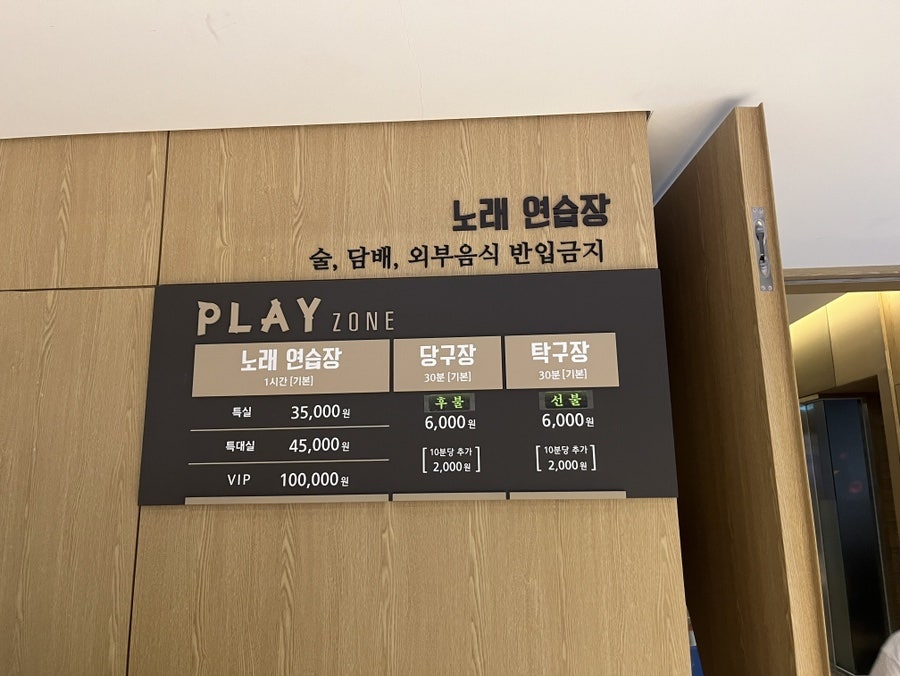 노래 연습장
술, 담배, 외부음식 반입금지
PLAY ZONE
노래 연습장
1시간 [기본]
특실 35,000원
특대실 45,000원
VIP 100,000원
당구장
30분 [기본]
후불
6,000원
[10분당 추가
2,000원]
탁구장
30분 [기본]
선불
6,000원
[10분당 추가
2,000원]